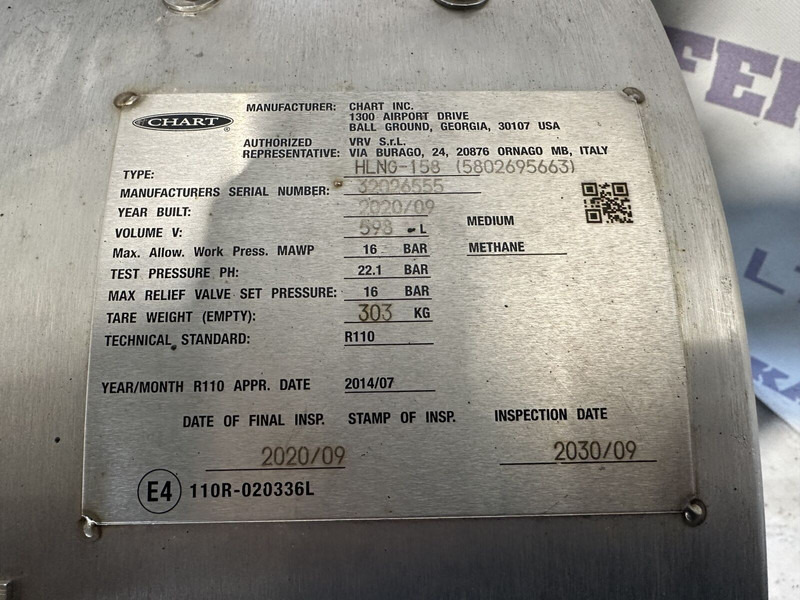 CHART®
MANUFACTURER: CHART INC.
1300 AIRPORT DRIVE
BALL GROUND, GEORGIA, 30107 USA
AUTHORIZED REPRESENTATIVE: VRV S.r.L.
VIA BURAGO, 24, 20876 ORNAGO MB, ITALY
TYPE: HLNG-158 (5802695663)
MANUFACTURERS SERIAL NUMBER: 32026555
YEAR BUILT: 2020/09
VOLUME V: 598 L
MEDIUM
Max. Allow. Work Press. MAWP 16 BAR
METHANE
TEST PRESSURE PH: 22.1 BAR
MAX RELIEF VALVE SET PRESSURE: 16 BAR
TARE WEIGHT (EMPTY): 303 KG
TECHNICAL STANDARD: R110
YEAR/MONTH R110 APPR. DATE 2014/07
DATE OF FINAL INSP. STAMP OF INSP. INSPECTION DATE
2020/09 2030/09
E4 110R-020336L